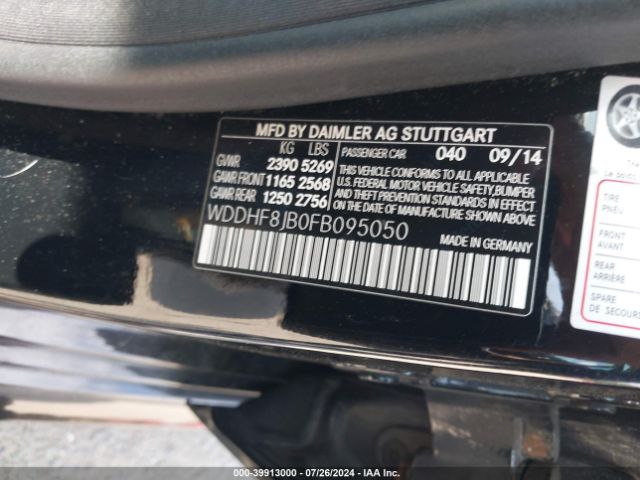 MFD BY DAIMLER AG STUTTGART
KG LBS
GVWR 2390 5269
GAWR FRONT 1165 2568
GAWR REAR 1250 2756
PASSENGER CAR 040 09/14
THIS VEHICLE CONFORMS TO ALL APPLICABLE
U.S. FEDERAL MOTOR VEHICLE SAFETY, BUMPER
AND THEFT PREVENTION STANDARDS IN EFFECT
ON THE DATE OF MANUFACTURE SHOWN ABOVE.
WDDHF8JB0FB095050
MADE IN GERMANY
TIRE
PNEU
FRONT
AVANT
REAR
ARRIÈRE
SPARE
DE SECOURS
000-39913000 - 07/26/2024 - IAA Inc.